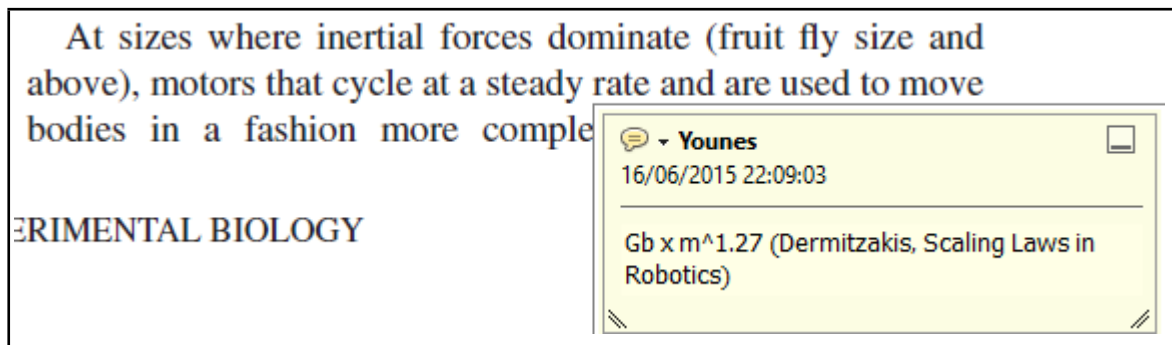 At sizes where inertial forces dominate (fruit fly size and
above), motors that cycle at a steady rate and are used to move
bodies in a fashion more comple
Younes
16/06/2015 22:09:03
Gb x m^1.27 (Dermitzakis, Scaling Laws in
Robotics)
ERIMENTAL BIOLOGY